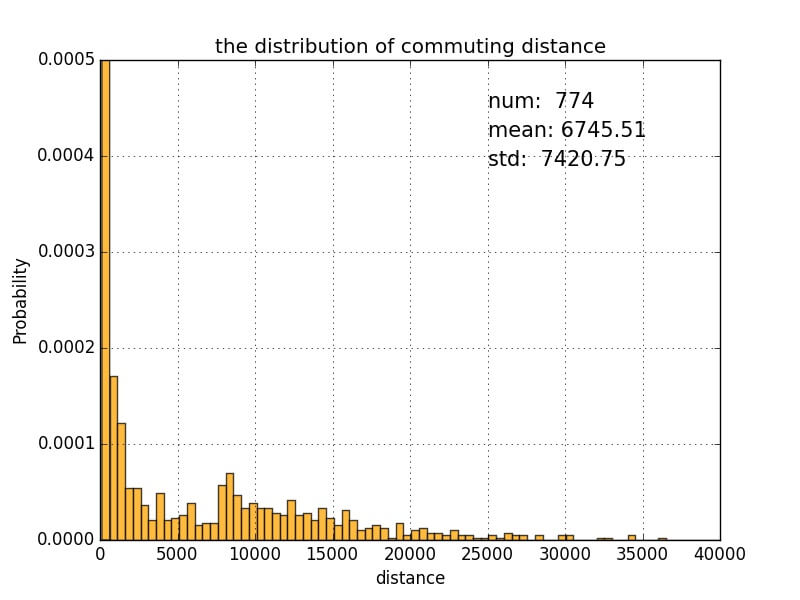 the distribution of commuting distance
0.0005
0.0004
0.0003
0.0002
0.0001
0.0000
Probability
num: 774
mean: 6745.51
std: 7420.75
0 5000 10000 15000 20000 25000 30000 35000 40000
distance